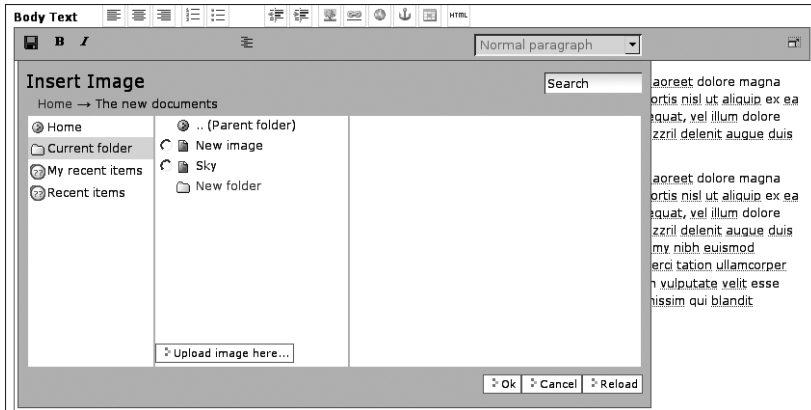 Body Text HTML
B I Normal paragraph
Insert Image Search
Home → The new documents
Home
Current folder
My recent items
Recent items
.. (Parent folder)
New image
Sky
New folder
Upload image here...
Ok Cancel Reload
aoreet dolore magna
ortis nisl ut aliquip ex ea
equat, vel illum dolore
zzril delenit augue duis
aoreet dolore magna
ortis nisl ut aliquip ex ea
equat, vel illum dolore
zzril delenit augue duis
my nibh euismod
erci tation ullamcorper
vulputate velit esse
nissim qui blandit